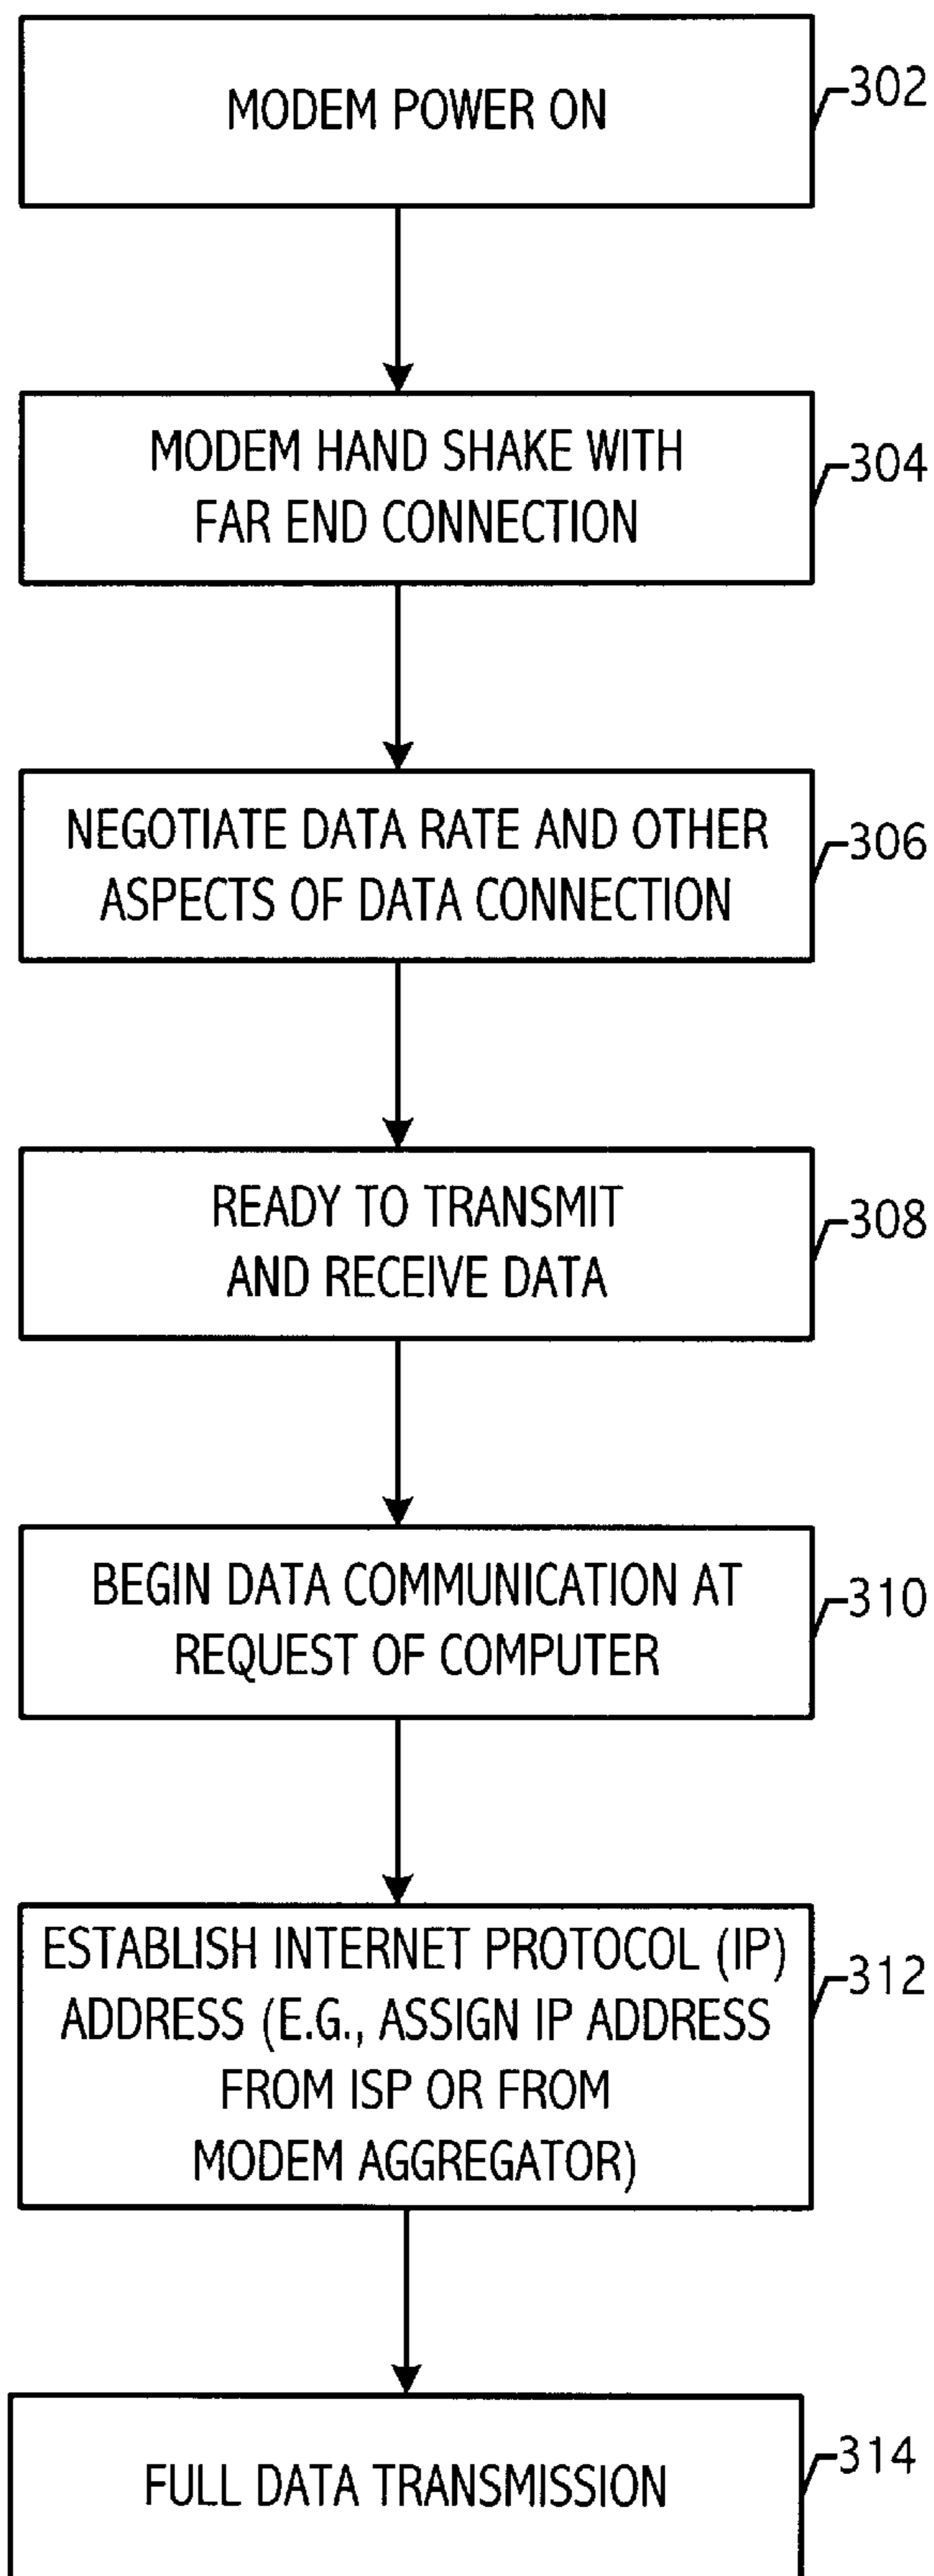 MODEM POWER ON
302
MODEM HAND SHAKE WITH
FAR END CONNECTION
304
NEGOTIATE DATA RATE AND OTHER
ASPECTS OF DATA CONNECTION
306
READY TO TRANSMIT
AND RECEIVE DATA
308
BEGIN DATA COMMUNICATION AT
REQUEST OF COMPUTER
310
ESTABLISH INTERNET PROTOCOL (IP)
ADDRESS (E.G., ASSIGN IP ADDRESS
FROM ISP OR FROM
MODEM AGGREGATOR)
312
FULL DATA TRANSMISSION
314